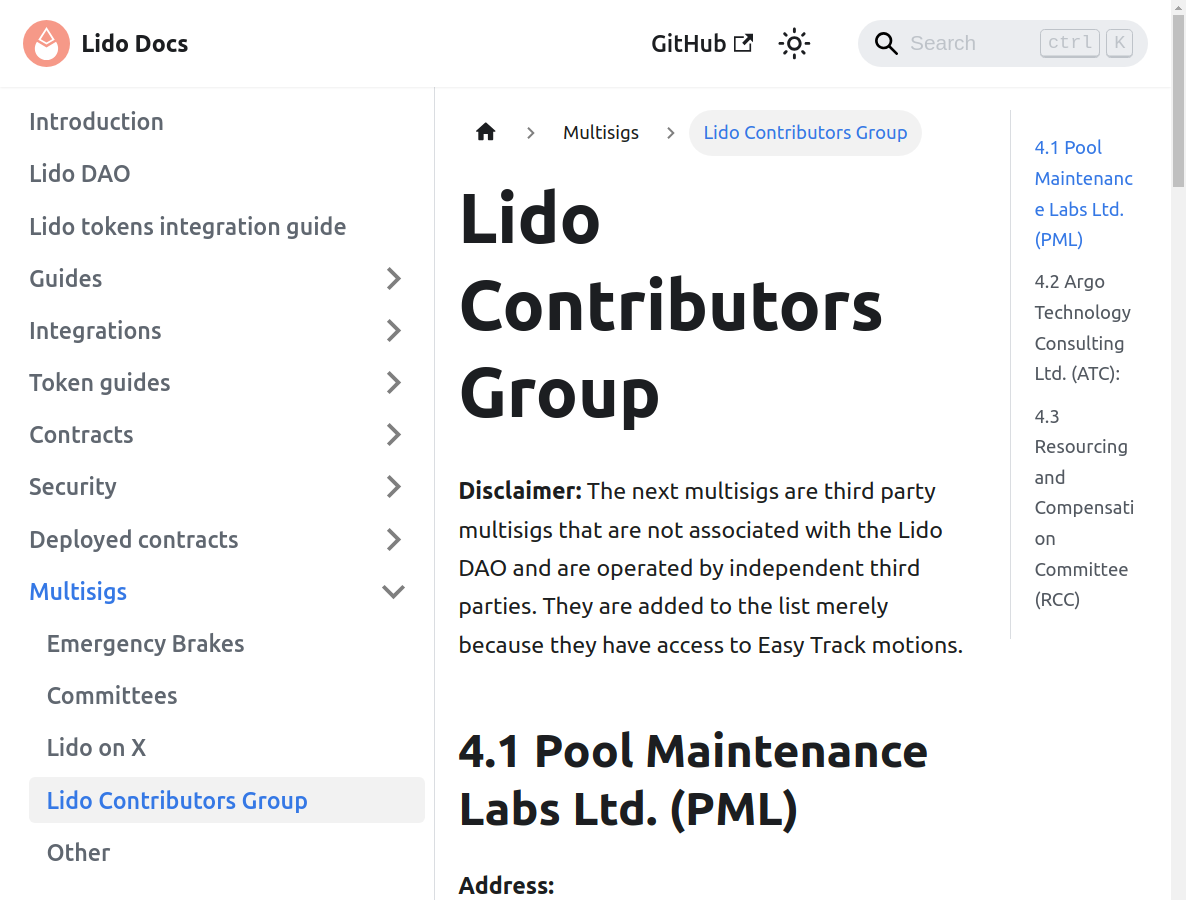 Lido Docs
GitHub
Search
ctrl K
Introduction
Lido DAO
Lido tokens integration guide
Guides
Integrations
Token guides
Contracts
Security
Deployed contracts
Multisigs
Emergency Brakes
Committees
Lido on X
Lido Contributors Group
Other
Multisigs
Lido Contributors Group
Lido
Contributors
Group
Disclaimer: The next multisigs are third party
multisigs that are not associated with the Lido
DAO and are operated by independent third
parties. They are added to the list merely
because they have access to Easy Track motions.
4.1 Pool Maintenance
Labs Ltd. (PML)
Address:
4.1 Pool
Maintenanc
e Labs Ltd.
(PML)
4.2 Argo
Technology
Consulting
Ltd. (ATC):
4.3
Resourcing
and
Compensati
on
Committee
(RCC)